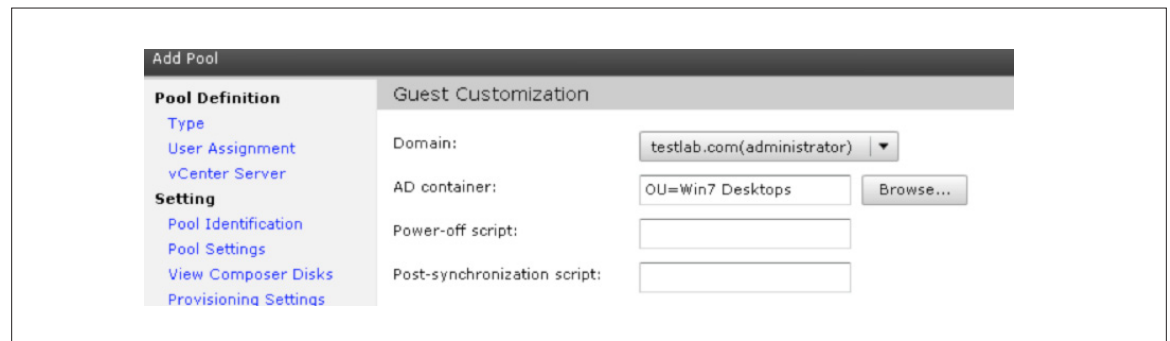 Add Pool
Pool Definition
Type
User Assignment
vCenter Server
Setting
Pool Identification
Pool Settings
View Composer Disks
Provisioning Settings
Guest Customization
Domain: testlab.com(administrator)
AD container: OU=Win7 Desktops Browse...
Power-off script:
Post-synchronization script: